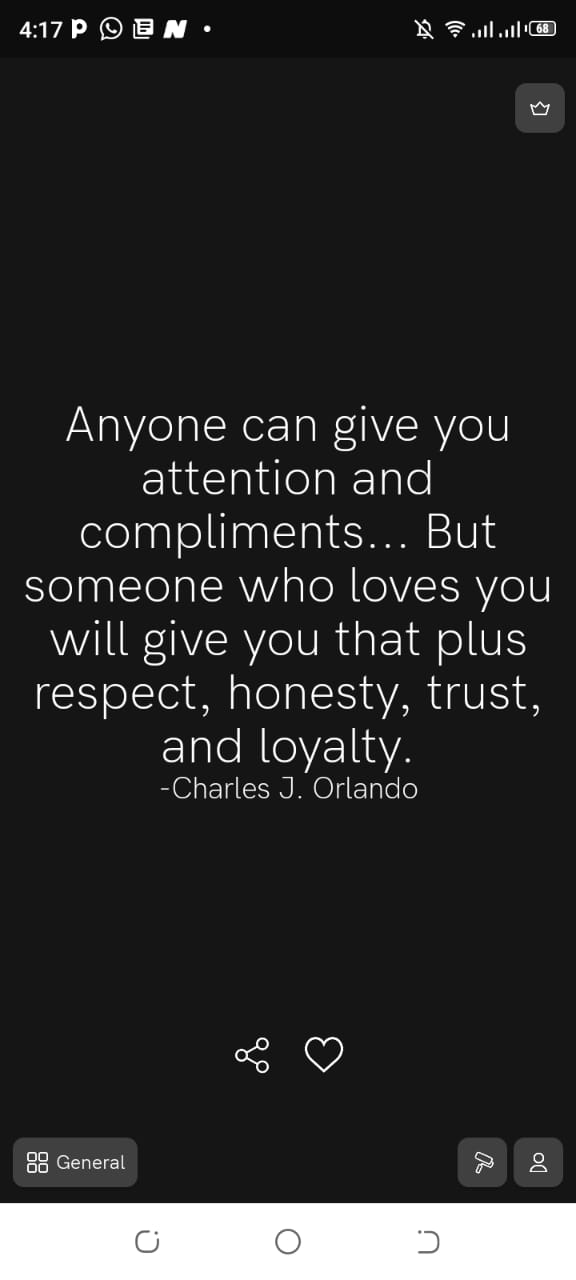 4:17
68
Anyone can give you
attention and
compliments... But
someone who loves you
will give you that plus
respect, honesty, trust,
and loyalty.
-Charles J. Orlando
General